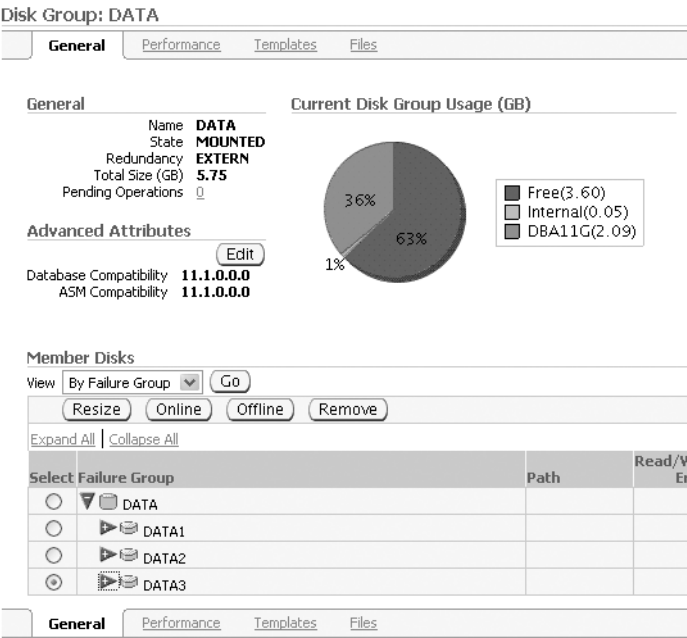 Disk Group: DATA
General Performance Templates Files
General
Name DATA
State MOUNTED
Redundancy EXTERN
Total Size (GB) 5.75
Pending Operations 0
Current Disk Group Usage (GB)
36%
63%
1%
Free(3.60)
Internal(0.05)
DBA11G(2.09)
Advanced Attributes
Edit
Database Compatibility 11.1.0.0.0
ASM Compatibility 11.1.0.0.0
Member Disks
View By Failure Group Go
Resize Online Offline Remove
Expand All | Collapse All
Read/W
Select Failure Group Path Er
DATA
DATA1
DATA2
DATA3
General Performance Templates Files